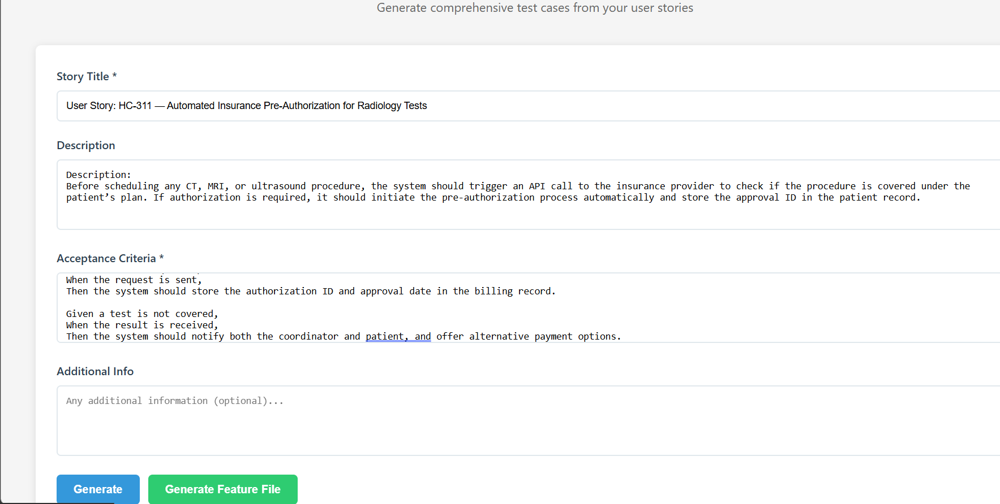 Generate comprehensive test cases from your user stories
Story Title *
User Story: HC-311 — Automated Insurance Pre-Authorization for Radiology Tests
Description
Description:
Before scheduling any CT, MRI, or ultrasound procedure, the system should trigger an API call to the insurance provider to check if the procedure is covered under the
patient’s plan. If authorization is required, it should initiate the pre-authorization process automatically and store the approval ID in the patient record.
Acceptance Criteria *
When the request is sent,
Then the system should store the authorization ID and approval date in the billing record.
Given a test is not covered,
When the result is received,
Then the system should notify both the coordinator and patient, and offer alternative payment options.
Additional Info
Any additional information (optional)...
Generate
Generate Feature File